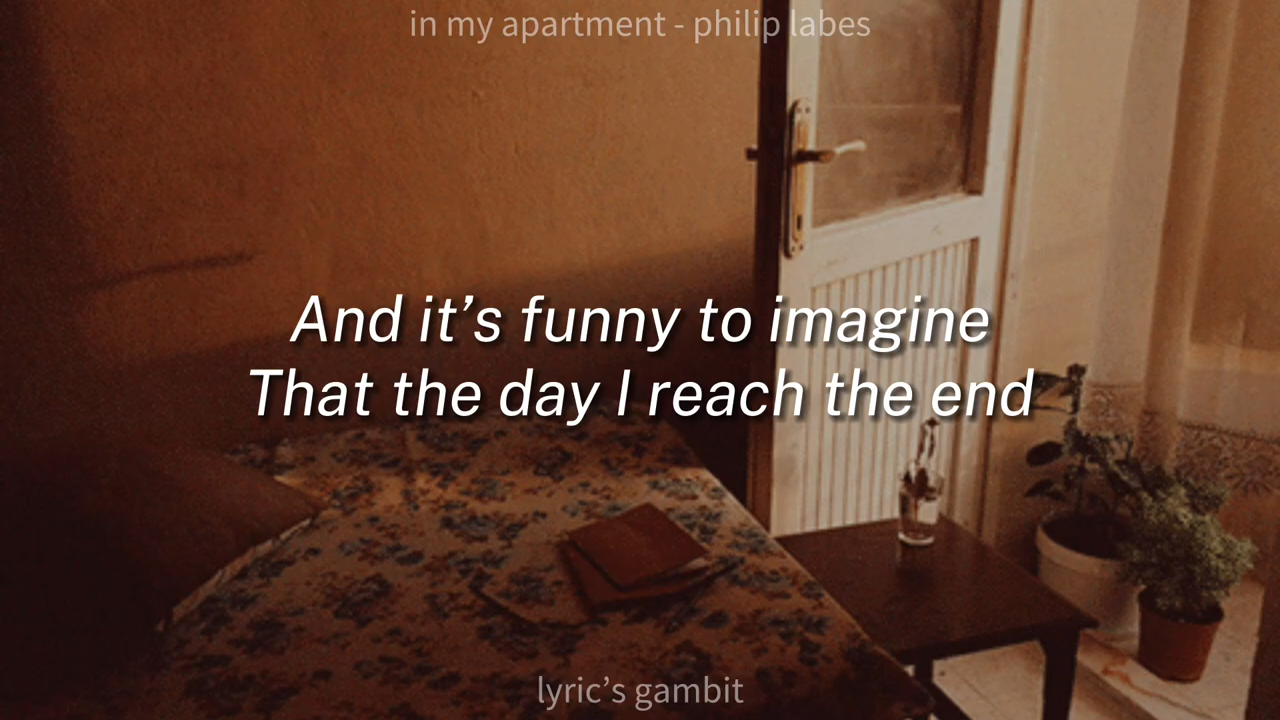 in my apartment - philip labes
And it’s funny to imagine
That the day I reach the end
lyric’s gambit